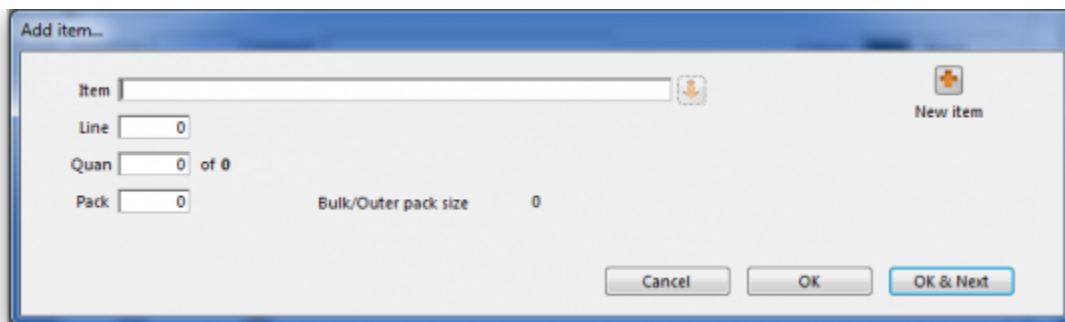 Add item...
Item
New item
Line 0
Quan 0 of 0
Pack 0 Bulk/Outer pack size 0
Cancel OK OK & Next